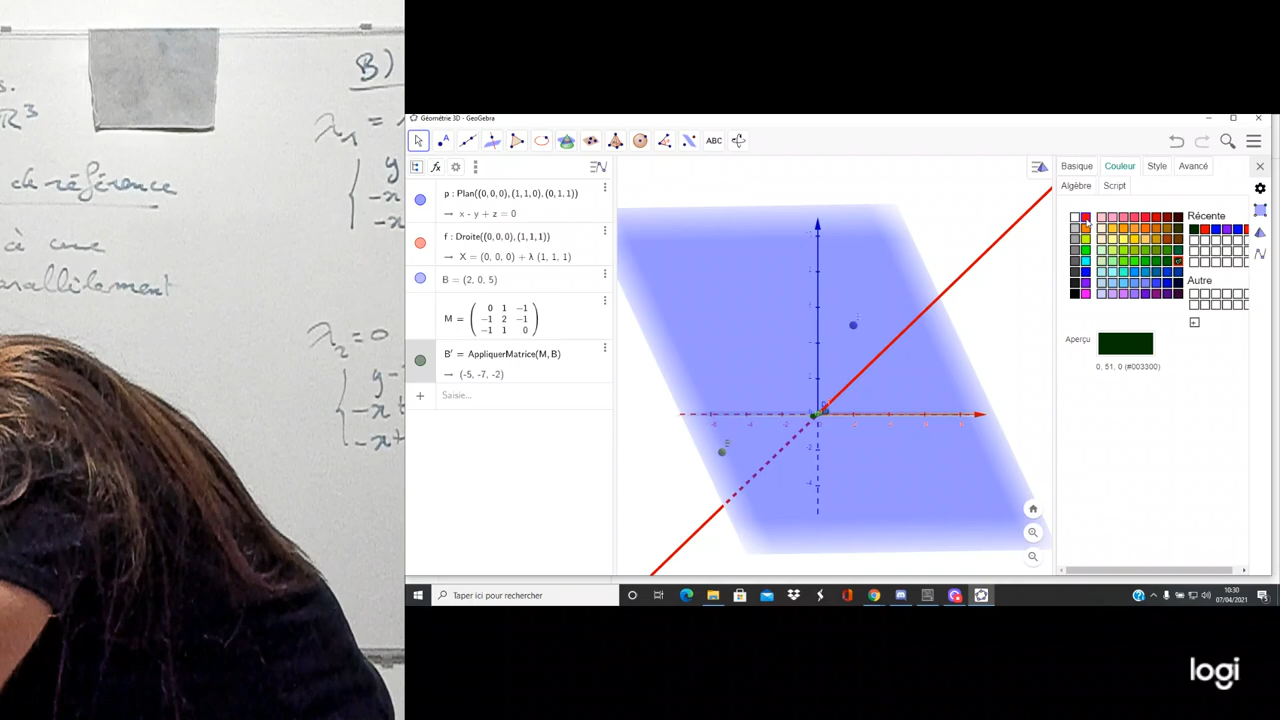 s.
ℝ³
de référence
à une
parallèlement
B)
λ₁ =
y
-x
-x
λ₂ = 0
y-
-x+
-x+
Géométrie 3D - GeoGebra
ABC
p : Plan((0,0,0),(1,1,0),(0,1,1))
→ x - y + z = 0
f : Droite((0,0,0),(1,1,1))
→ X = (0, 0, 0) + λ (1, 1, 1)
B = (2, 0, 5)
M = ( 0 1 -1
-1 2 -1
-1 1 0 )
B′ = AppliquerMatrice(M, B)
→ (-5, -7, -2)
Saisie...
Basique Couleur Style Avancé
Algèbre Script
Récente
Autre
Aperçu
0, 51, 0 (#003300)
Taper ici pour rechercher
10:30
07/04/2021
logi